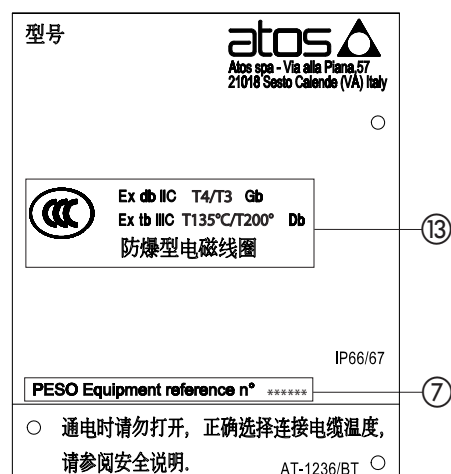 型号
atos
Atos spa - Via alla Piana,57
21018 Sesto Calende (VA) Italy
CCC
Ex db IIC T4/T3 Gb
Ex tb IIIC T135°C/T200° Db
防爆型电磁线圈
⑬
IP66/67
PESO Equipment reference n° ******
⑦
通电时请勿打开, 正确选择连接电缆温度,
请参阅安全说明.
AT-1236/BT